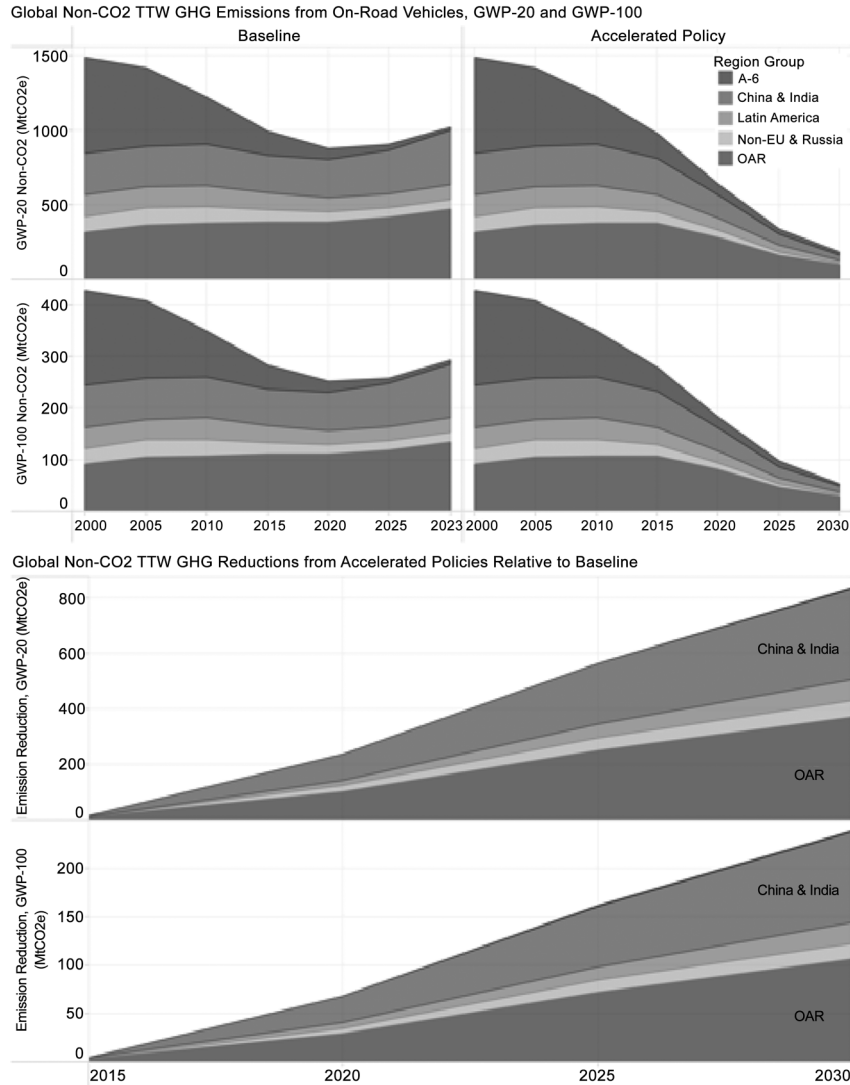 Global Non-CO2 TTW GHG Emissions from On-Road Vehicles, GWP-20 and GWP-100
Baseline
Accelerated Policy
GWP-20 Non-CO2 (MtCO2e)
1500
1000
500
0
Region Group
A-6
China & India
Latin America
Non-EU & Russia
OAR
GWP-100 Non-CO2 (MtCO2e)
400
300
200
100
0
2000 2005 2010 2015 2020 2025 2023
2000 2005 2010 2015 2020 2025 2030
Global Non-CO2 TTW GHG Reductions from Accelerated Policies Relative to Baseline
Emission Reduction, GWP-20 (MtCO2e)
800
600
400
200
0
China & India
OAR
Emission Reduction, GWP-100
(MtCO2e)
200
150
100
50
0
China & India
OAR
2015 2020 2025 2030